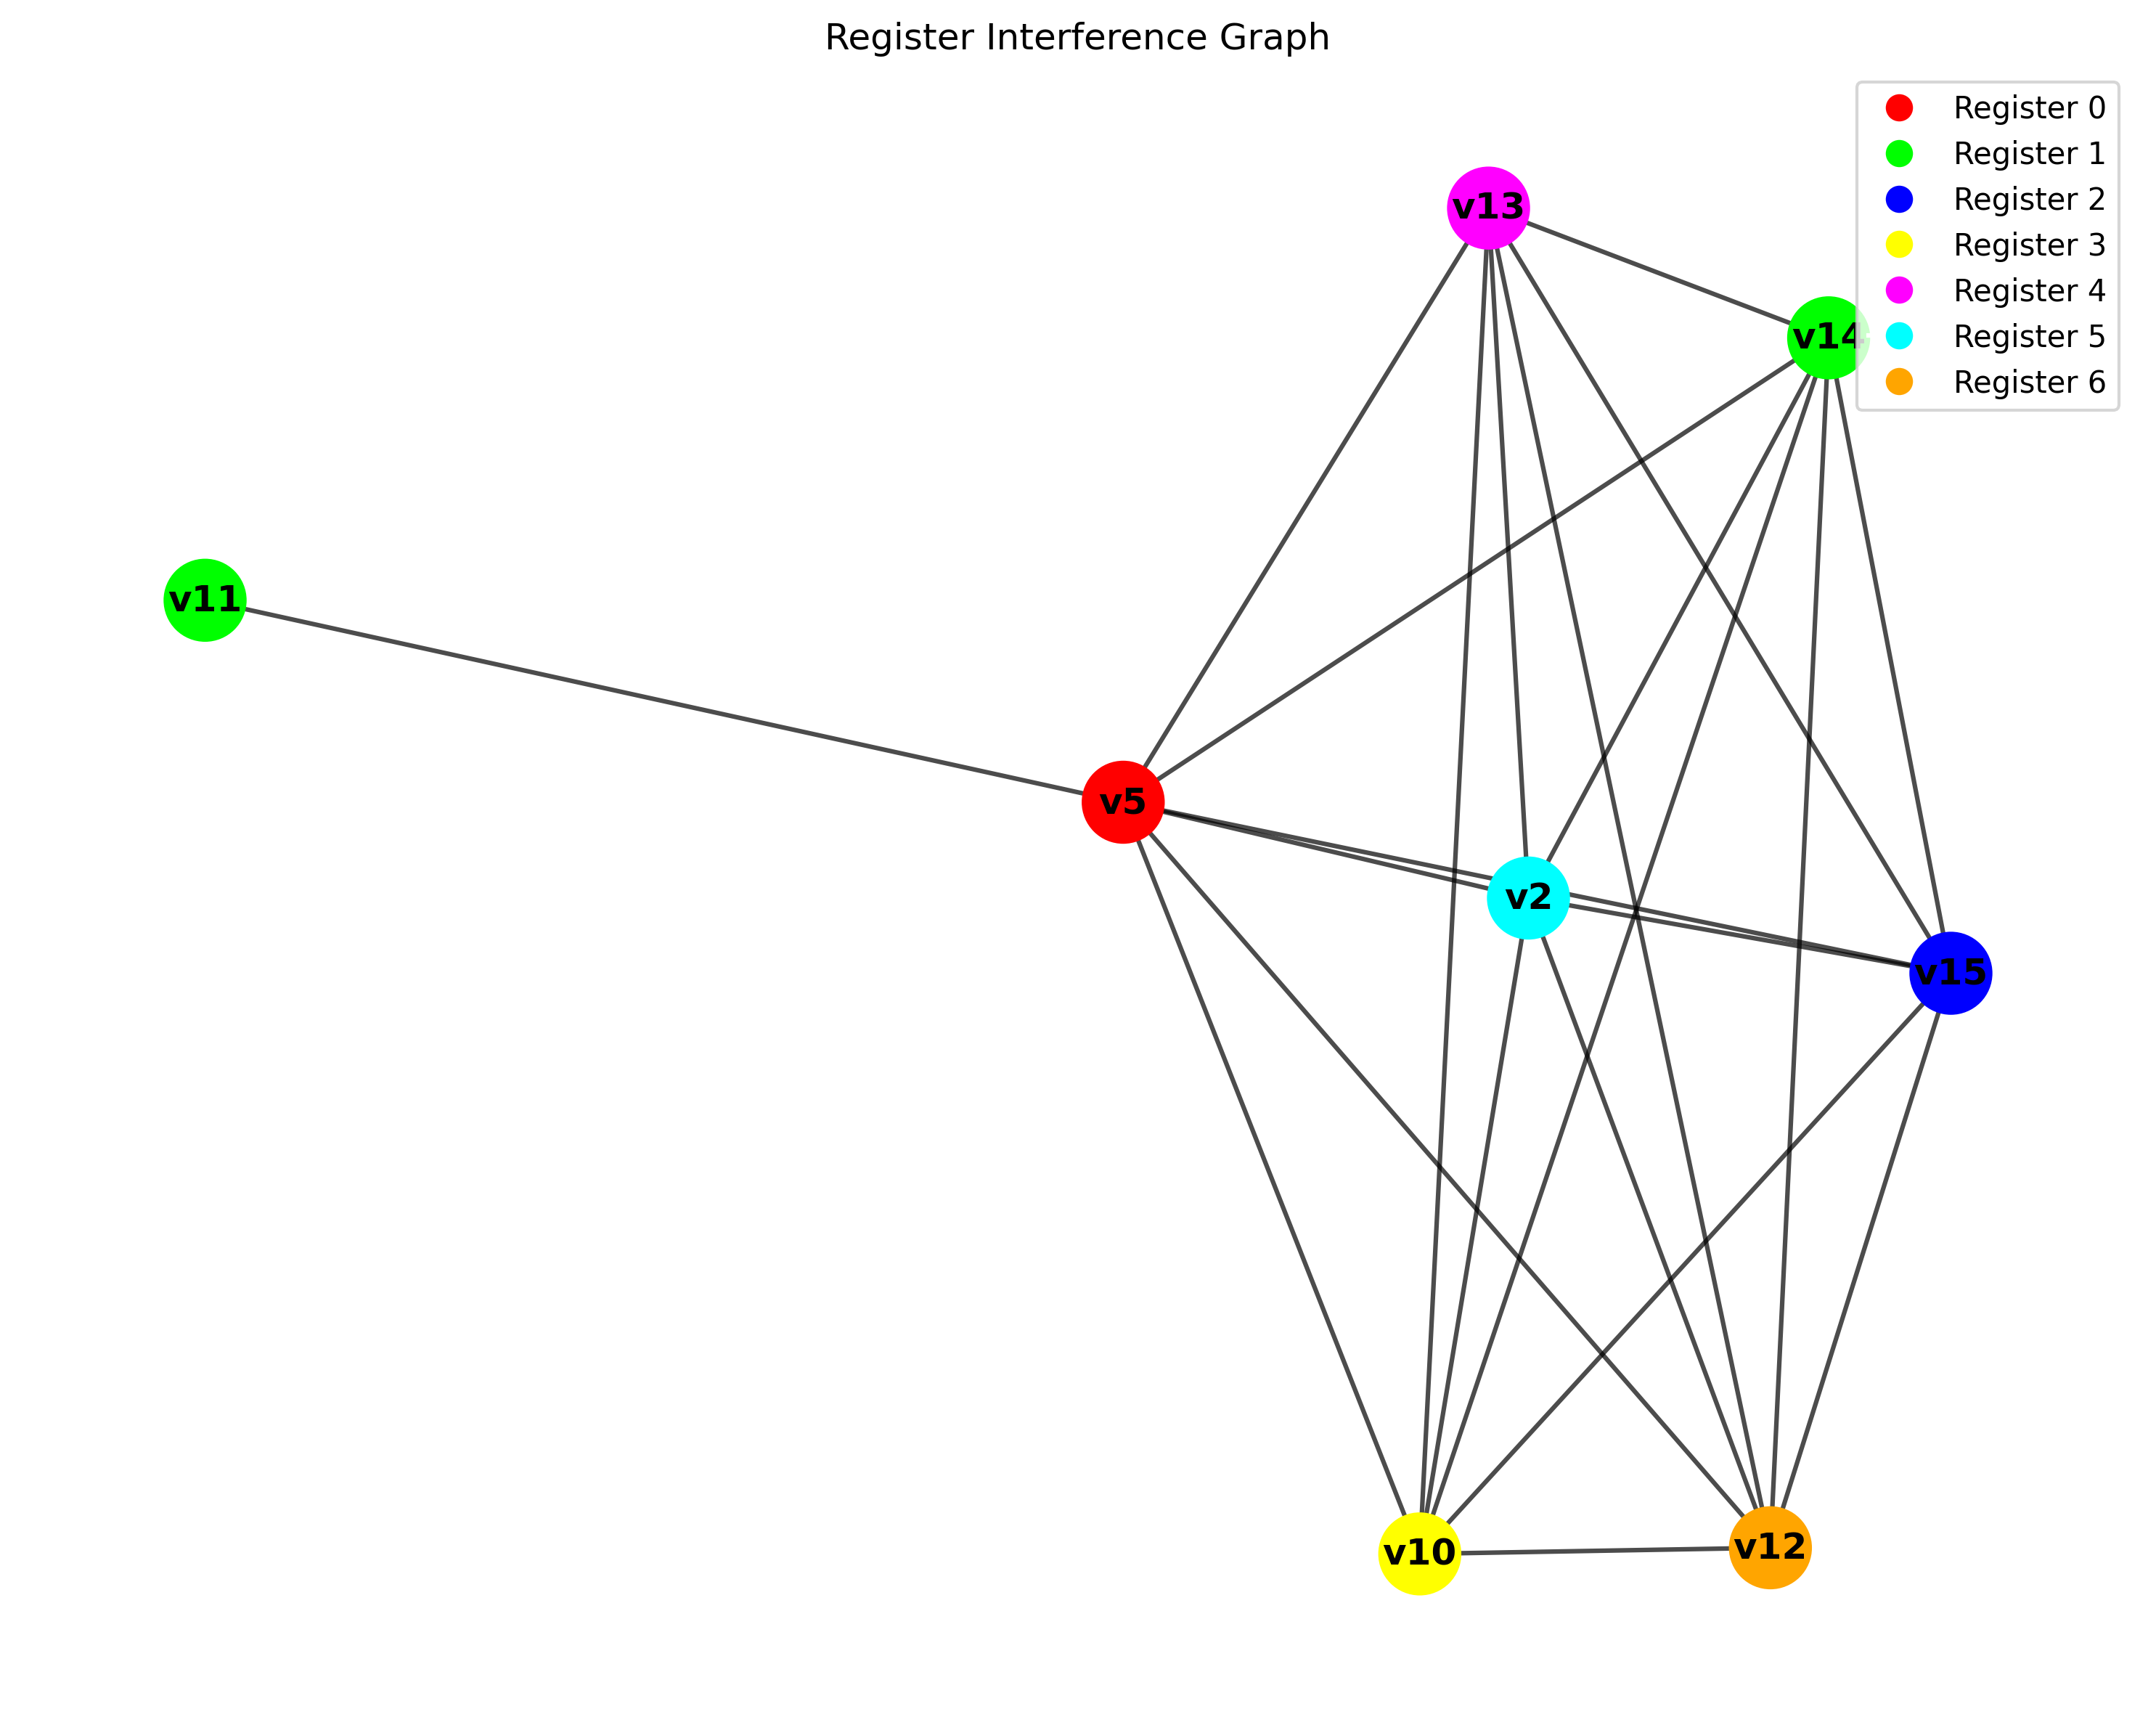 Register Interference Graph
Register 0
Register 1
Register 2
Register 3
Register 4
Register 5
Register 6
v13
v14
v11
v5
v2
v15
v10
v12